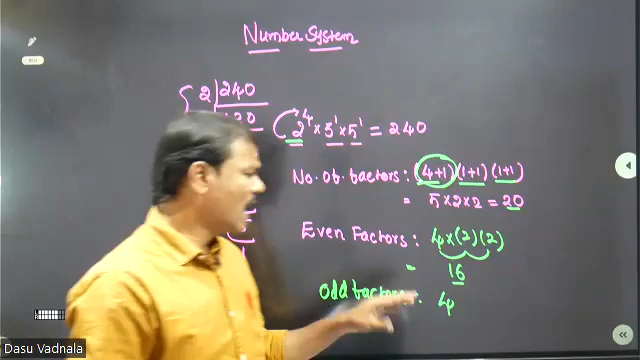 Number System
2 240
2⁴ × 3¹ × 5¹ = 240
No. of. factors : (4+1) (1+1) (1+1)
= 5 × 2 × 2 = 20
Even Factors : 4 × (2) (2)
= 16
Odd factors : 4
Dasu Vadnala